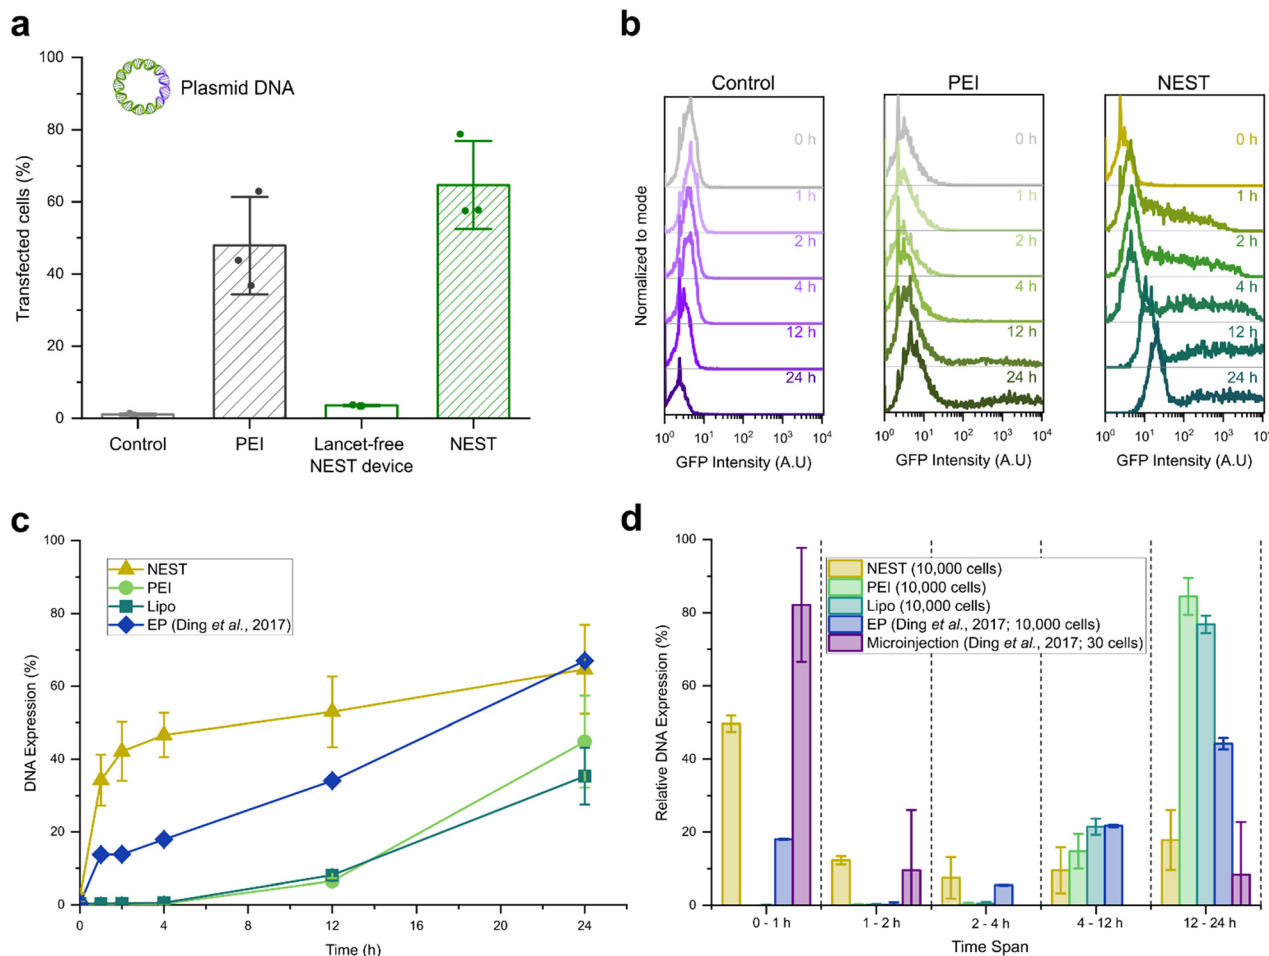 a
Plasmid DNA
Transfected cells (%)
100
80
60
40
20
0
Control
PEI
Lancet-free
NEST device
NEST
b
Control
PEI
NEST
Normalized to mode
0 h
1 h
2 h
4 h
12 h
24 h
0 h
1 h
2 h
4 h
12 h
24 h
0 h
1 h
2 h
4 h
12 h
24 h
10⁰ 10¹ 10² 10³ 10⁴
10⁰ 10¹ 10² 10³ 10⁴
10⁰ 10¹ 10² 10³ 10⁴
GFP Intensity (A.U)
GFP Intensity (A.U)
GFP Intensity (A.U)
c
DNA Expression (%)
100
80
60
40
20
0
NEST
PEI
Lipo
EP (Ding et al., 2017)
0 4 8 12 16 20 24
Time (h)
d
Relative DNA Expression (%)
100
80
60
40
20
0
NEST (10,000 cells)
PEI (10,000 cells)
Lipo (10,000 cells)
EP (Ding et al., 2017; 10,000 cells)
Microinjection (Ding et al., 2017; 30 cells)
0 - 1 h
1 - 2 h
2 - 4 h
4 - 12 h
12 - 24 h
Time Span